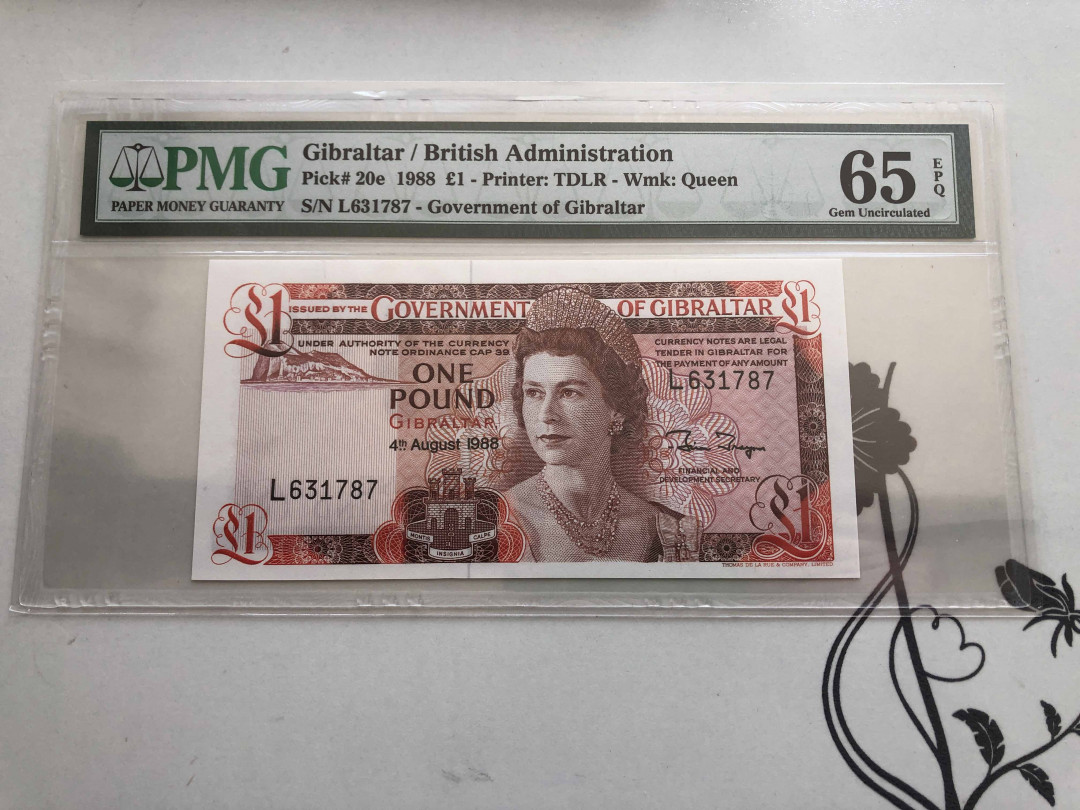 PMG
PAPER MONEY GUARANTY
Gibraltar / British Administration
Pick# 20e 1988 £1 - Printer: TDLR - Wmk: Queen
S/N L631787 - Government of Gibraltar
65 EPQ
Gem Uncirculated
£1 ISSUED BY THE GOVERNMENT OF GIBRALTAR £1
UNDER AUTHORITY OF THE CURRENCY
NOTE ORDINANCE CAP 39
CURRENCY NOTES ARE LEGAL
TENDER IN GIBRALTAR FOR
THE PAYMENT OF ANY AMOUNT
L631787
ONE
POUND
GIBRALTAR
4th August 1988
L631787
FINANCIAL AND
DEVELOPMENT SECRETARY
MONTIS INSIGNIA CALPE
£1 £1
THOMAS DE LA RUE & COMPANY, LIMITED